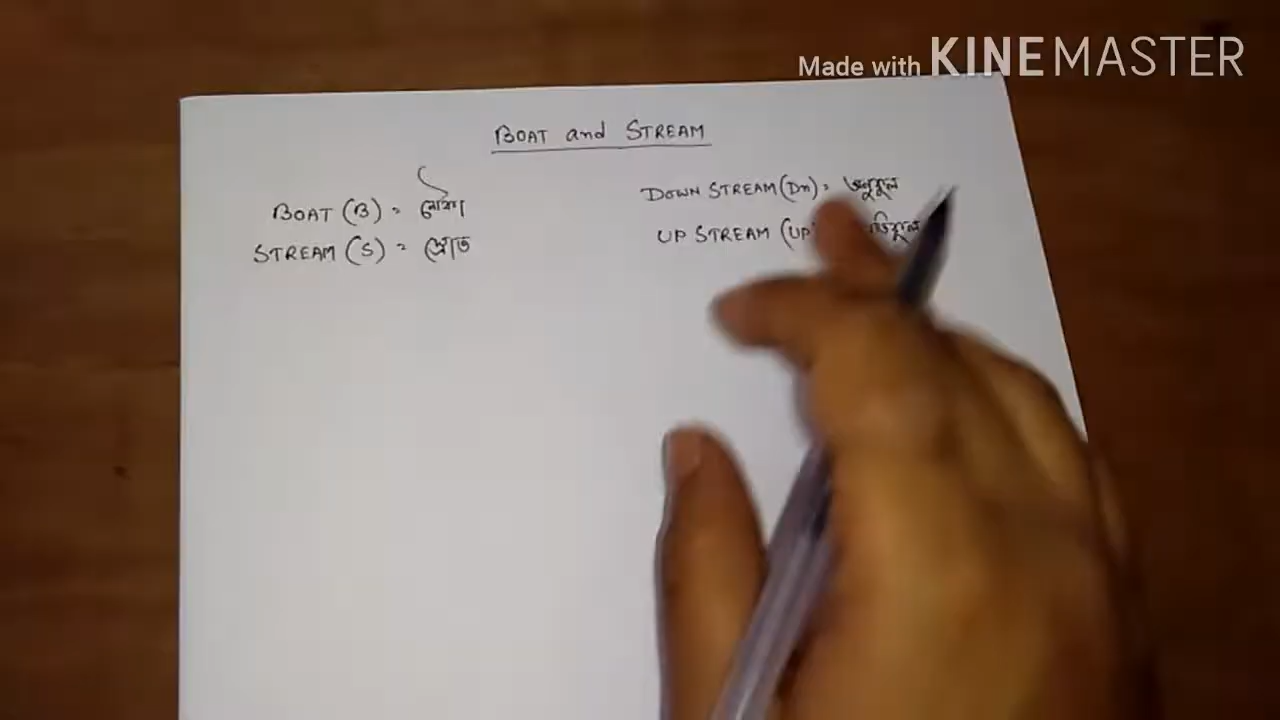 Made with KINEMASTER
BOAT and STREAM
BOAT (B) = নৌকা
STREAM (S) = স্রোত
DOWN STREAM (Dn) = অনুকূল
UP STREAM (UP)